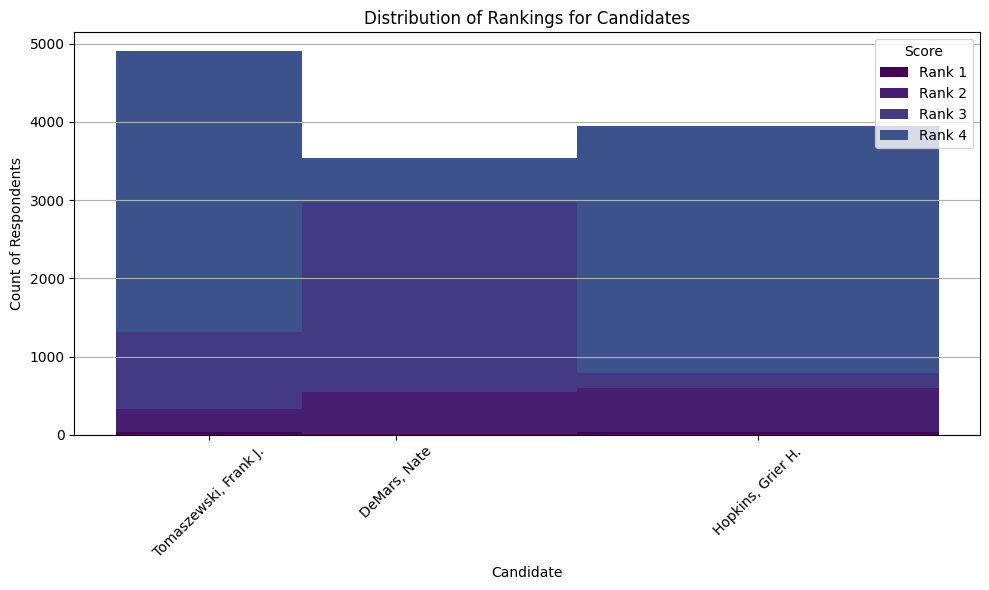 Distribution of Rankings for Candidates
Score
Rank 1
Rank 2
Rank 3
Rank 4
Count of Respondents
5000
4000
3000
2000
1000
0
Tomaszewski, Frank J.
DeMars, Nate
Hopkins, Grier H.
Candidate